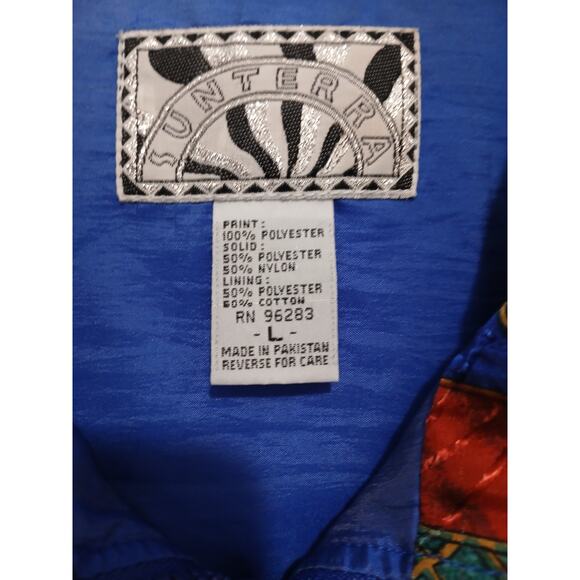 SUNTERRA
PRINT:
100% POLYESTER
SOLID:
50% POLYESTER
50% NYLON
LINING:
50% POLYESTER
50% COTTON
RN 96283
- L -
MADE IN PAKISTAN
REVERSE FOR CARE